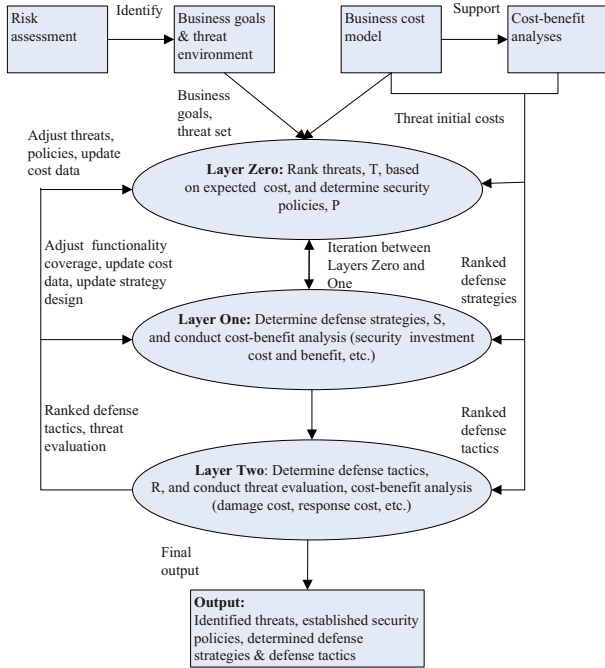 Risk
assessment
Identify
Business goals
& threat
environment
Business cost
model
Support
Cost-benefit
analyses
Business goals,
threat set
Threat initial costs
Adjust threats,
policies, update
cost data
Layer Zero: Rank threats, T, based
on expected cost, and determine security
policies, P
Adjust functionality
coverage, update cost
data, update strategy
design
Iteration between
Layers Zero and
One
Ranked
defense
strategies
Layer One: Determine defense strategies, S,
and conduct cost-benefit analysis (security investment
cost and benefit, etc.)
Ranked defense
tactics, threat
evaluation
Ranked
defense
tactics
Layer Two: Determine defense tactics,
R, and conduct threat evaluation, cost-benefit analysis
(damage cost, response cost, etc.)
Final
output
Output:
Identified threats, established security
policies, determined defense
strategies & defense tactics